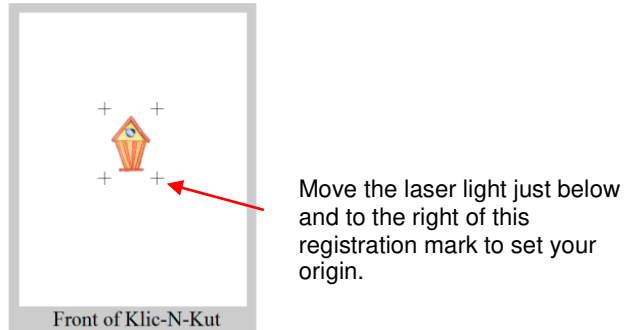 Move the laser light just below
and to the right of this
registration mark to set your
origin.
Front of Klic-N-Kut